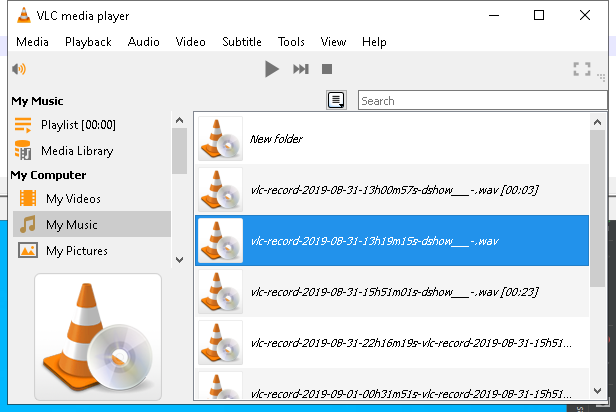 VLC media player
Media Playback Audio Video Subtitle Tools View Help
Search
My Music
Playlist [00:00]
Media Library
My Computer
My Videos
My Music
My Pictures
New folder
vlc-record-2019-08-31-13h00m57s-dshow___-.wav [00:03]
vlc-record-2019-08-31-13h19m15s-dshow___-.wav
vlc-record-2019-08-31-15h51m01s-dshow___-.wav [00:23]
vlc-record-2019-08-31-22h16m19s-vlc-record-2019-08-31-15h51...
vlc-record-2019-09-01-00h31m51s-vlc-record-2019-08-31-15h51...